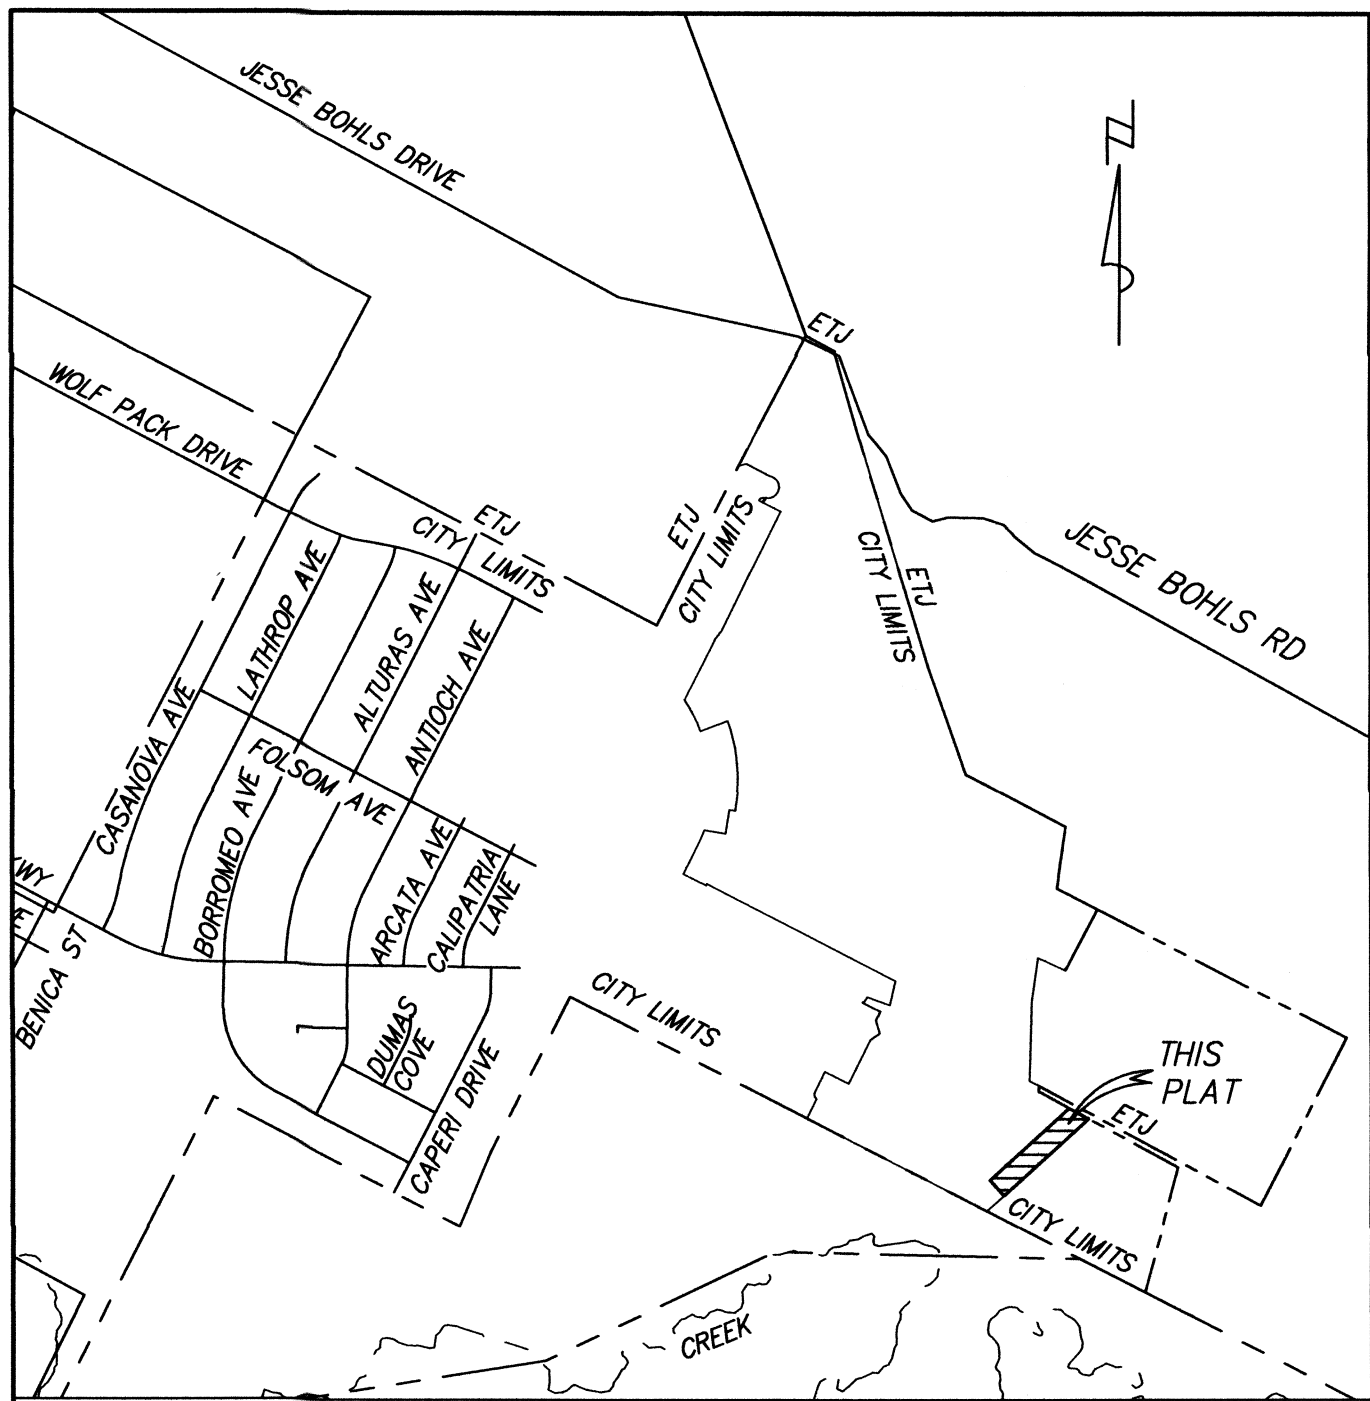 JESSE BOHLS DRIVE
N
ETJ
WOLF PACK DRIVE
ETJ
CITY LIMITS
ETJ
CITY LIMITS
ETJ
CITY LIMITS
JESSE BOHLS RD
LATHROP AVE
ALTURAS AVE
ANTIOCH AVE
CASANOVA AVE
FOLSOM AVE
BORROMEO AVE
ARCATA AVE
CALIPATRIA
LANE
KWY
E
BENICA ST
CITY LIMITS
DUMAS
COVE
CAPERI DRIVE
THIS
PLAT
ETJ
CITY LIMITS
CREEK